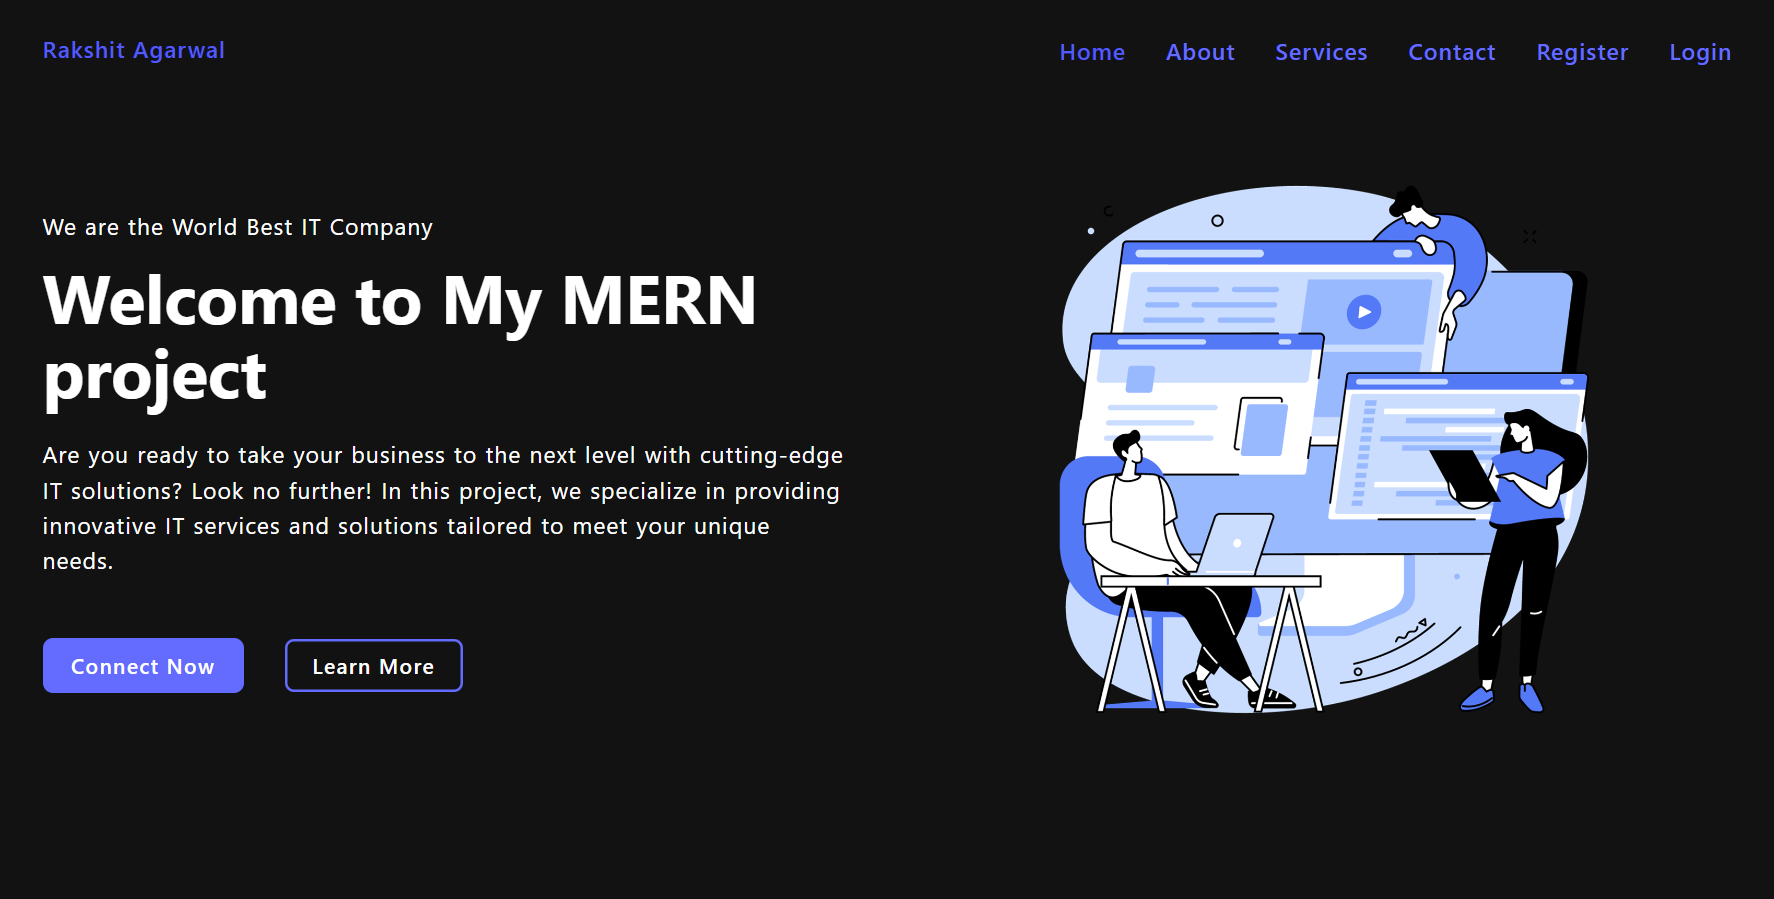 Rakshit Agarwal
Home About Services Contact Register Login
We are the World Best IT Company
Welcome to My MERN
project
Are you ready to take your business to the next level with cutting-edge
IT solutions? Look no further! In this project, we specialize in providing
innovative IT services and solutions tailored to meet your unique
needs.
Connect Now Learn More